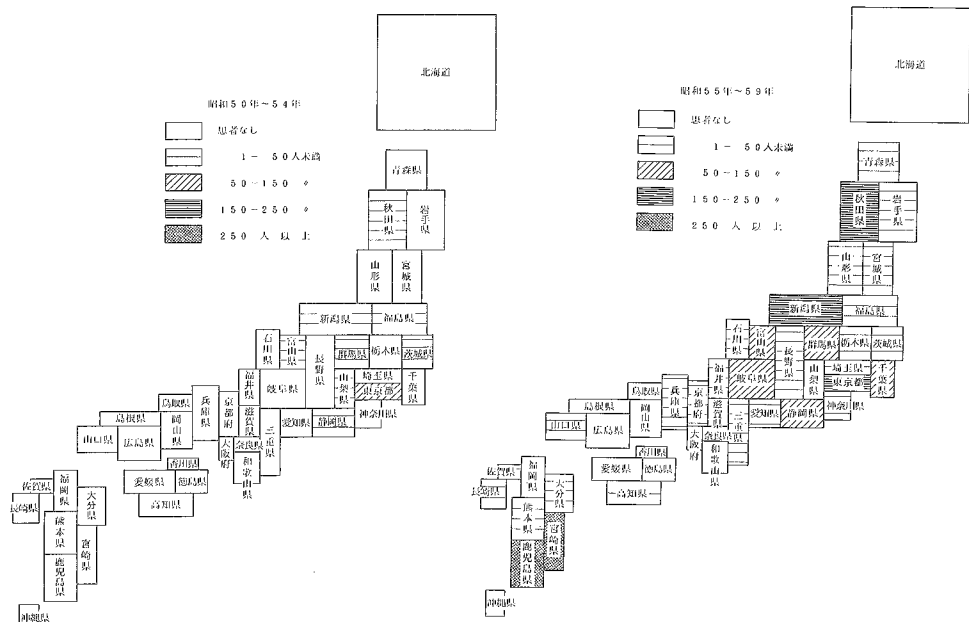 北海道
昭和50年～54年
患者なし
1－ 50人未満
50－150 〃
150－250 〃
250 人 以 上
青森県
秋田県
岩手県
山形県
宮城県
新潟県
福島県
石川県
富山県
長野県
群馬県
栃木県
茨城県
福井県
岐阜県
山梨県
埼玉県
東京都
千葉県
神奈川県
鳥取県
兵庫県
京都府
滋賀県
三重県
愛知県
静岡県
島根県
岡山県
山口県
広島県
大阪府
奈良県
和歌山県
香川県
愛媛県
徳島県
高知県
佐賀県
福岡県
大分県
長崎県
熊本県
宮崎県
鹿児島県
沖縄県
北海道
昭和55年～59年
患者なし
1－ 50人未満
50－150 〃
150－250 〃
250 人 以 上
青森県
秋田県
岩手県
山形県
宮城県
新潟県
福島県
石川県
富山県
長野県
群馬県
栃木県
茨城県
福井県
岐阜県
山梨県
埼玉県
東京都
千葉県
神奈川県
鳥取県
兵庫県
京都府
滋賀県
三重県
愛知県
静岡県
島根県
岡山県
山口県
広島県
大阪府
奈良県
和歌山県
香川県
愛媛県
徳島県
高知県
佐賀県
福岡県
大分県
長崎県
熊本県
宮崎県
鹿児島県
沖縄県